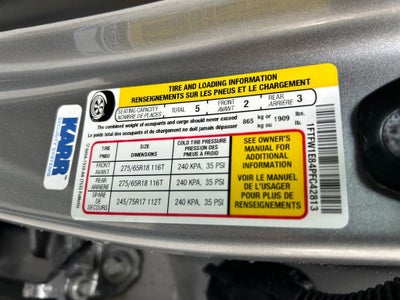 KARR
TIRE AND LOADING INFORMATION
RENSEIGNEMENTS SUR LES PNEUS ET LE CHARGEMENT
SEATING CAPACITY
NOMBRE DE PLACES
TOTAL 5
FRONT
AVANT 2
REAR
ARRIÈRE 3
The combined weight of occupants and cargo should never exceed
Le poids total des occupants et du chargement ne doit jamais dépasser
865 kg or
kg ou 1909 lbs.
lb.
TIRE
PNEU
SIZE
DIMENSIONS
COLD TIRE PRESSURE
PRESSION DES
PNEUS A FROID
FRONT
AVANT
275/65R18 116T
240 KPA, 35 PSI
REAR
ARRIÈRE
275/65R18 116T
240 KPA, 35 PSI
SPARE
DE
SECOURS
245/75R17 112T
240 KPA, 35 PSI
SEE OWNER'S
MANUAL FOR
ADDITIONAL
INFORMATION
VOIR LE MANUEL
DE L'USAGER
POUR PLUS DE
RENSEIGNEMENTS
1FTFW1E84PFC42813